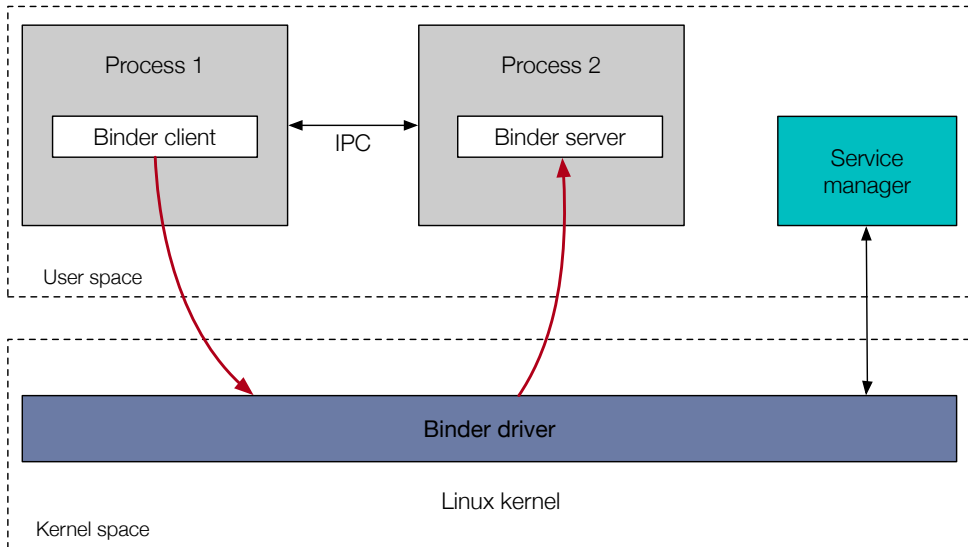 Process 1
Process 2
Binder client
IPC
Binder server
Service
manager
User space
Binder driver
Linux kernel
Kernel space